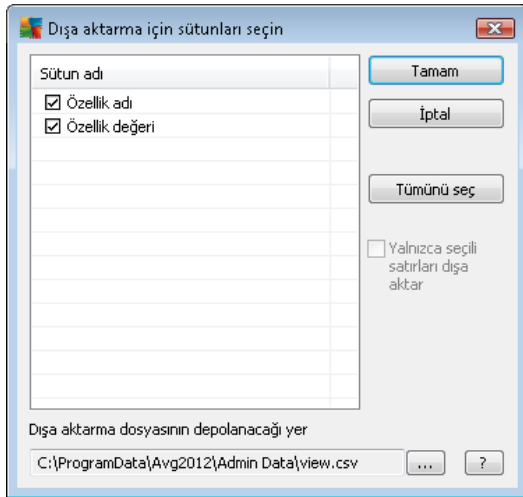 Dışa aktarma için sütunları seçin
Sütun adı
Özellik adı
Özellik değeri
Tamam
İptal
Tümünü seç
Yalnızca seçili
satırları dışa
aktar
Dışa aktarma dosyasının depolanacağı yer
C:\ProgramData\Avg2012\Admin Data\view.csv
...
?